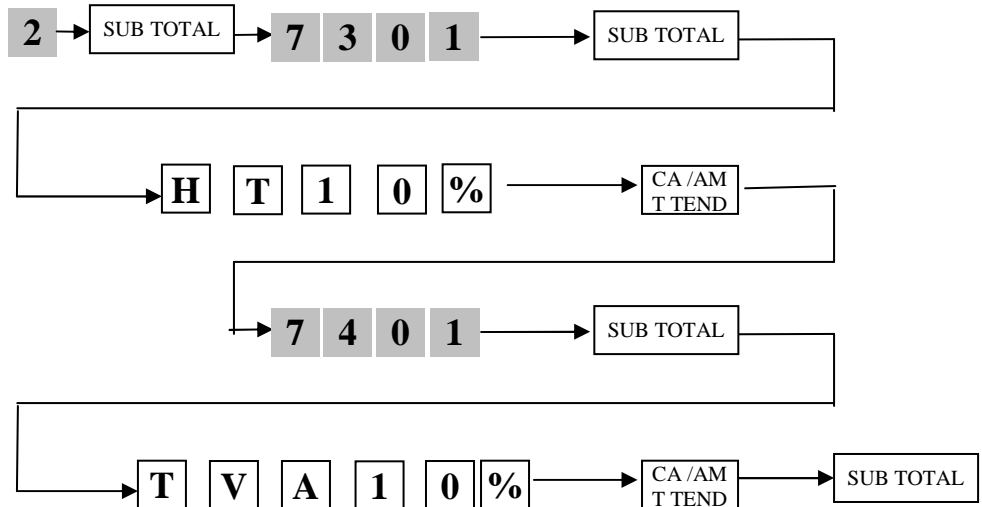 2 SUB TOTAL 7 3 0 1 SUB TOTAL
H T 1 0 % CA /AM
T TEND
7 4 0 1 SUB TOTAL
T V A 1 0 % CA /AM
T TEND SUB TOTAL